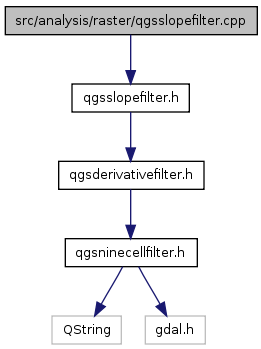 src/analysis/raster/qgsslopefilter.cpp
qgsslopefilter.h
qgsderivativefilter.h
qgsninecellfilter.h
QString
gdal.h